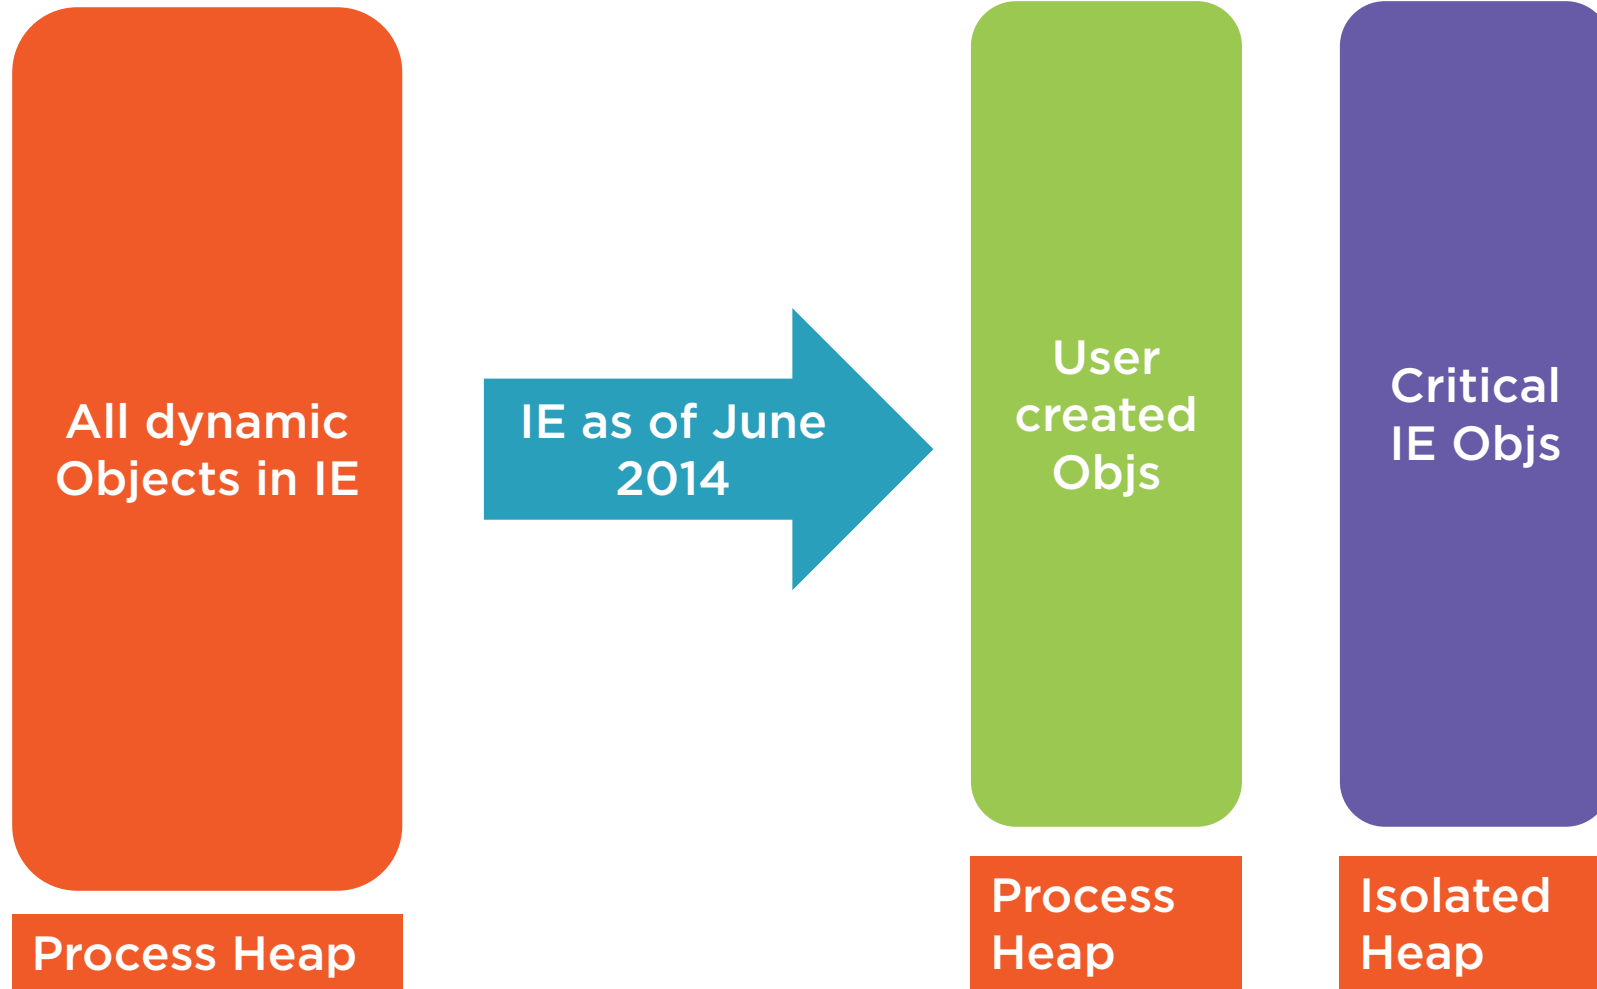 All dynamic
Objects in IE
Process Heap
IE as of June
2014
User
created
Objs
Process
Heap
Critical
IE Objs
Isolated
Heap